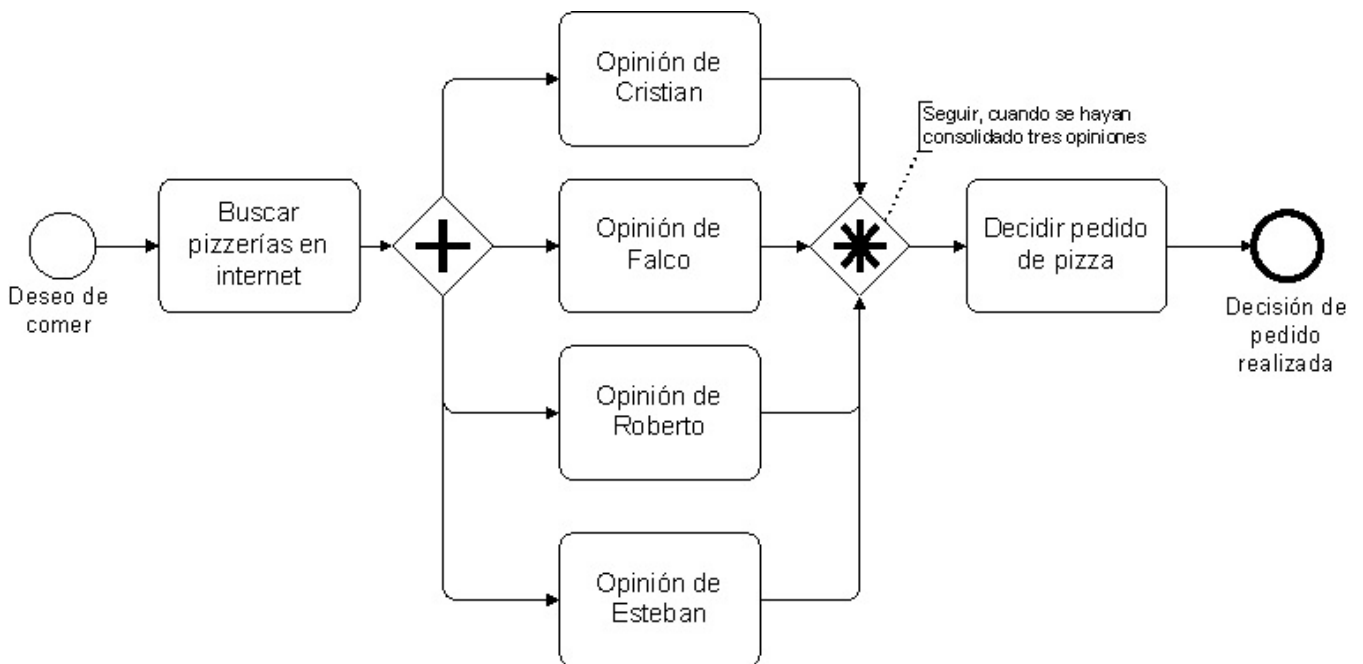 Opinión de
Cristian
Seguir, cuando se hayan
consolidado tres opiniones
Deseo de
comer
Buscar
pizzerías en
internet
Opinión de
Falco
Decidir pedido
de pizza
Decisión de
pedido
realizada
Opinión de
Roberto
Opinión de
Esteban